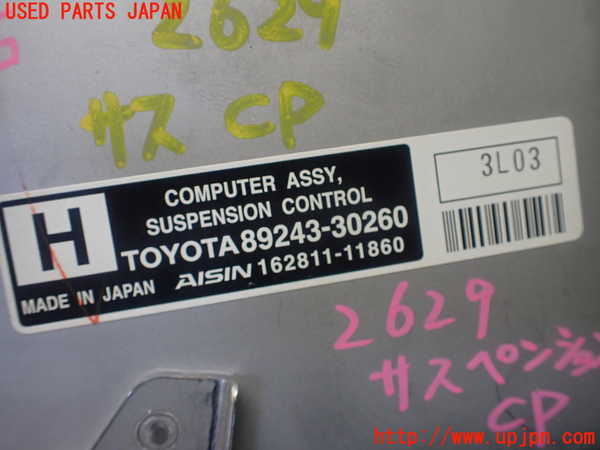 USED PARTS JAPAN
2629
サス CP
H
COMPUTER ASSY,
SUSPENSION CONTROL
TOYOTA 89243-30260
MADE IN JAPAN AISIN 162811-11860
3L03
2629
サスペンション
CP
http://www.upjpn.com/